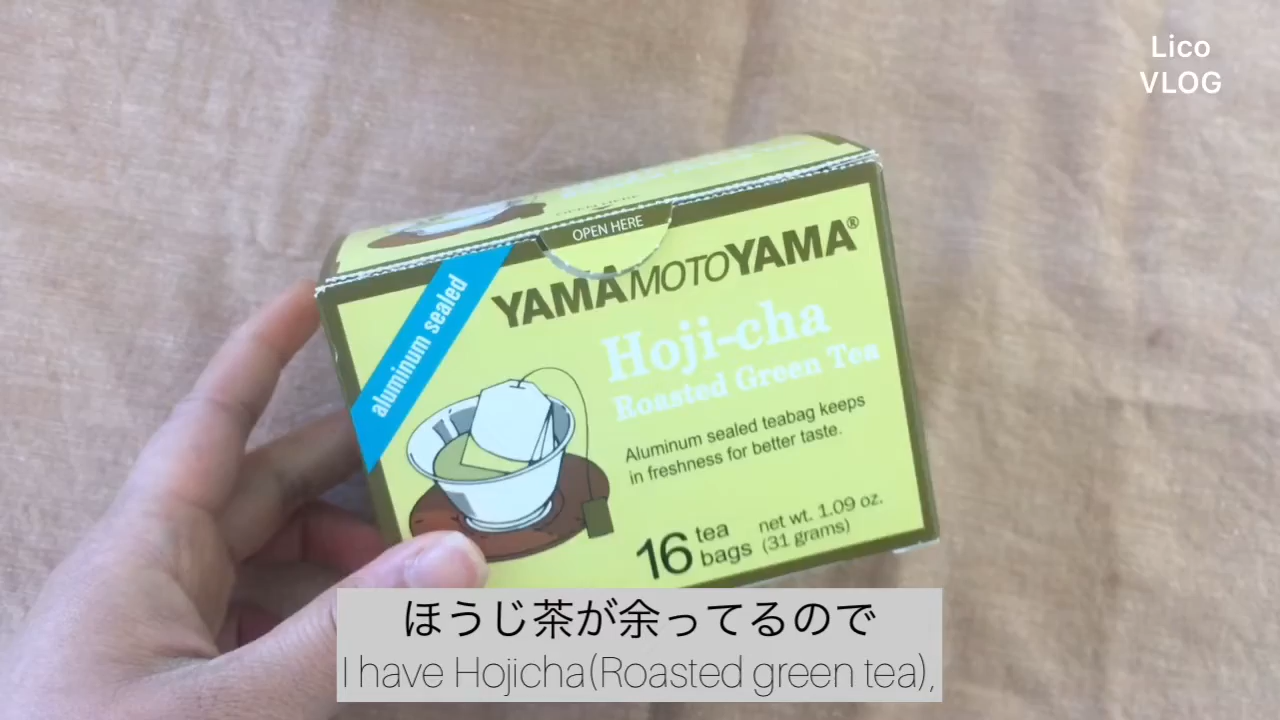 Lico
VLOG
OPEN HERE
OPEN HERE
aluminum sealed
YAMAMOTOYAMA®
Hoji-cha
Roasted Green Tea
Aluminum sealed teabag keeps
in freshness for better taste.
16 tea bags
net wt. 1.09 oz.
(31 grams)
ほうじ茶が余ってるので
I have Hojicha(Roasted green tea),